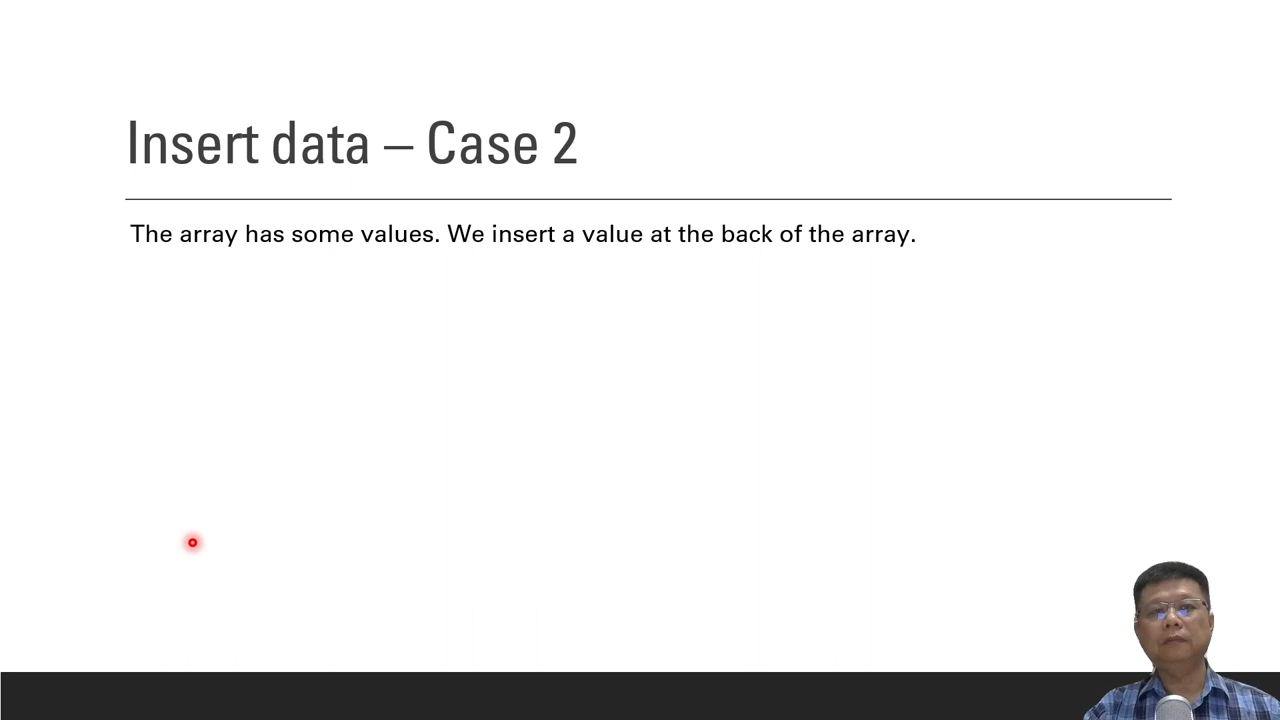 Insert data – Case 2
The array has some values. We insert a value at the back of the array.